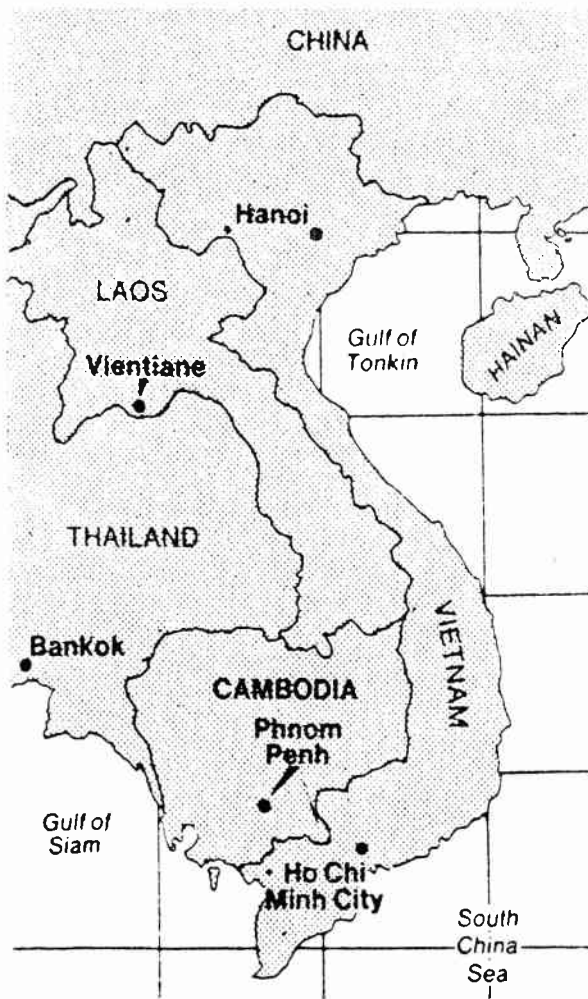 CHINA
Hanoi
LAOS
Gulf of
Tonkin
HAINAN
Vientiane
THAILAND
VIETNAM
BanKok
CAMBODIA
Phnom
Penh
Gulf of
Siam
Ho Chi
Minh City
South
China
Sea